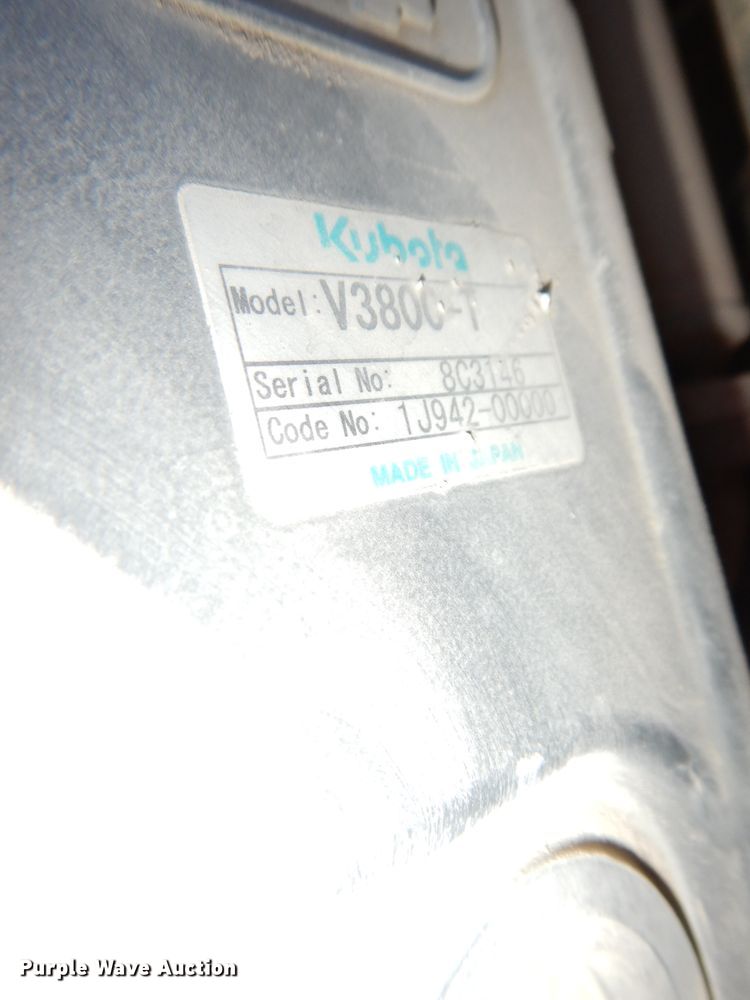 Kubota
Model: V3800-T
Serial No: 8C3146
Code No: 1J942-00000
MADE IN JAPAN
Purple Wave Auction